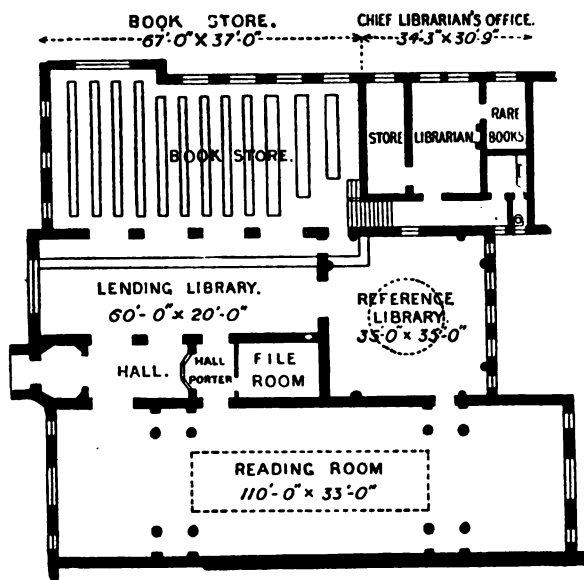 BOOK STORE.
67'-0" X 37'-0"
CHIEF LIBRARIAN'S OFFICE.
34'-3" X 30'-9"
BOOK STORE.
STORE
LIBRARIAN.
RARE
BOOKS
LENDING LIBRARY.
60'-0" X 20'-0"
REFERENCE
LIBRARY.
35'-0" X 35'-0"
HALL.
HALL
PORTER
FILE
ROOM
READING ROOM
110'-0" X 33'-0"